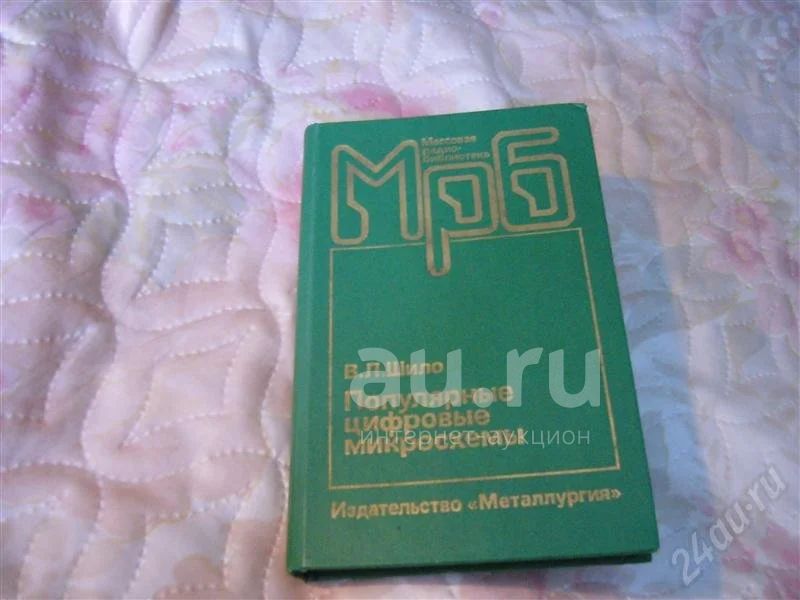 Массовая
радио-
библиотека
МРБ
В.Л.Шило
Популярные
цифровые
микросхемы
Издательство «Металлургия»
au.ru
интернет-аукцион
24au.ru